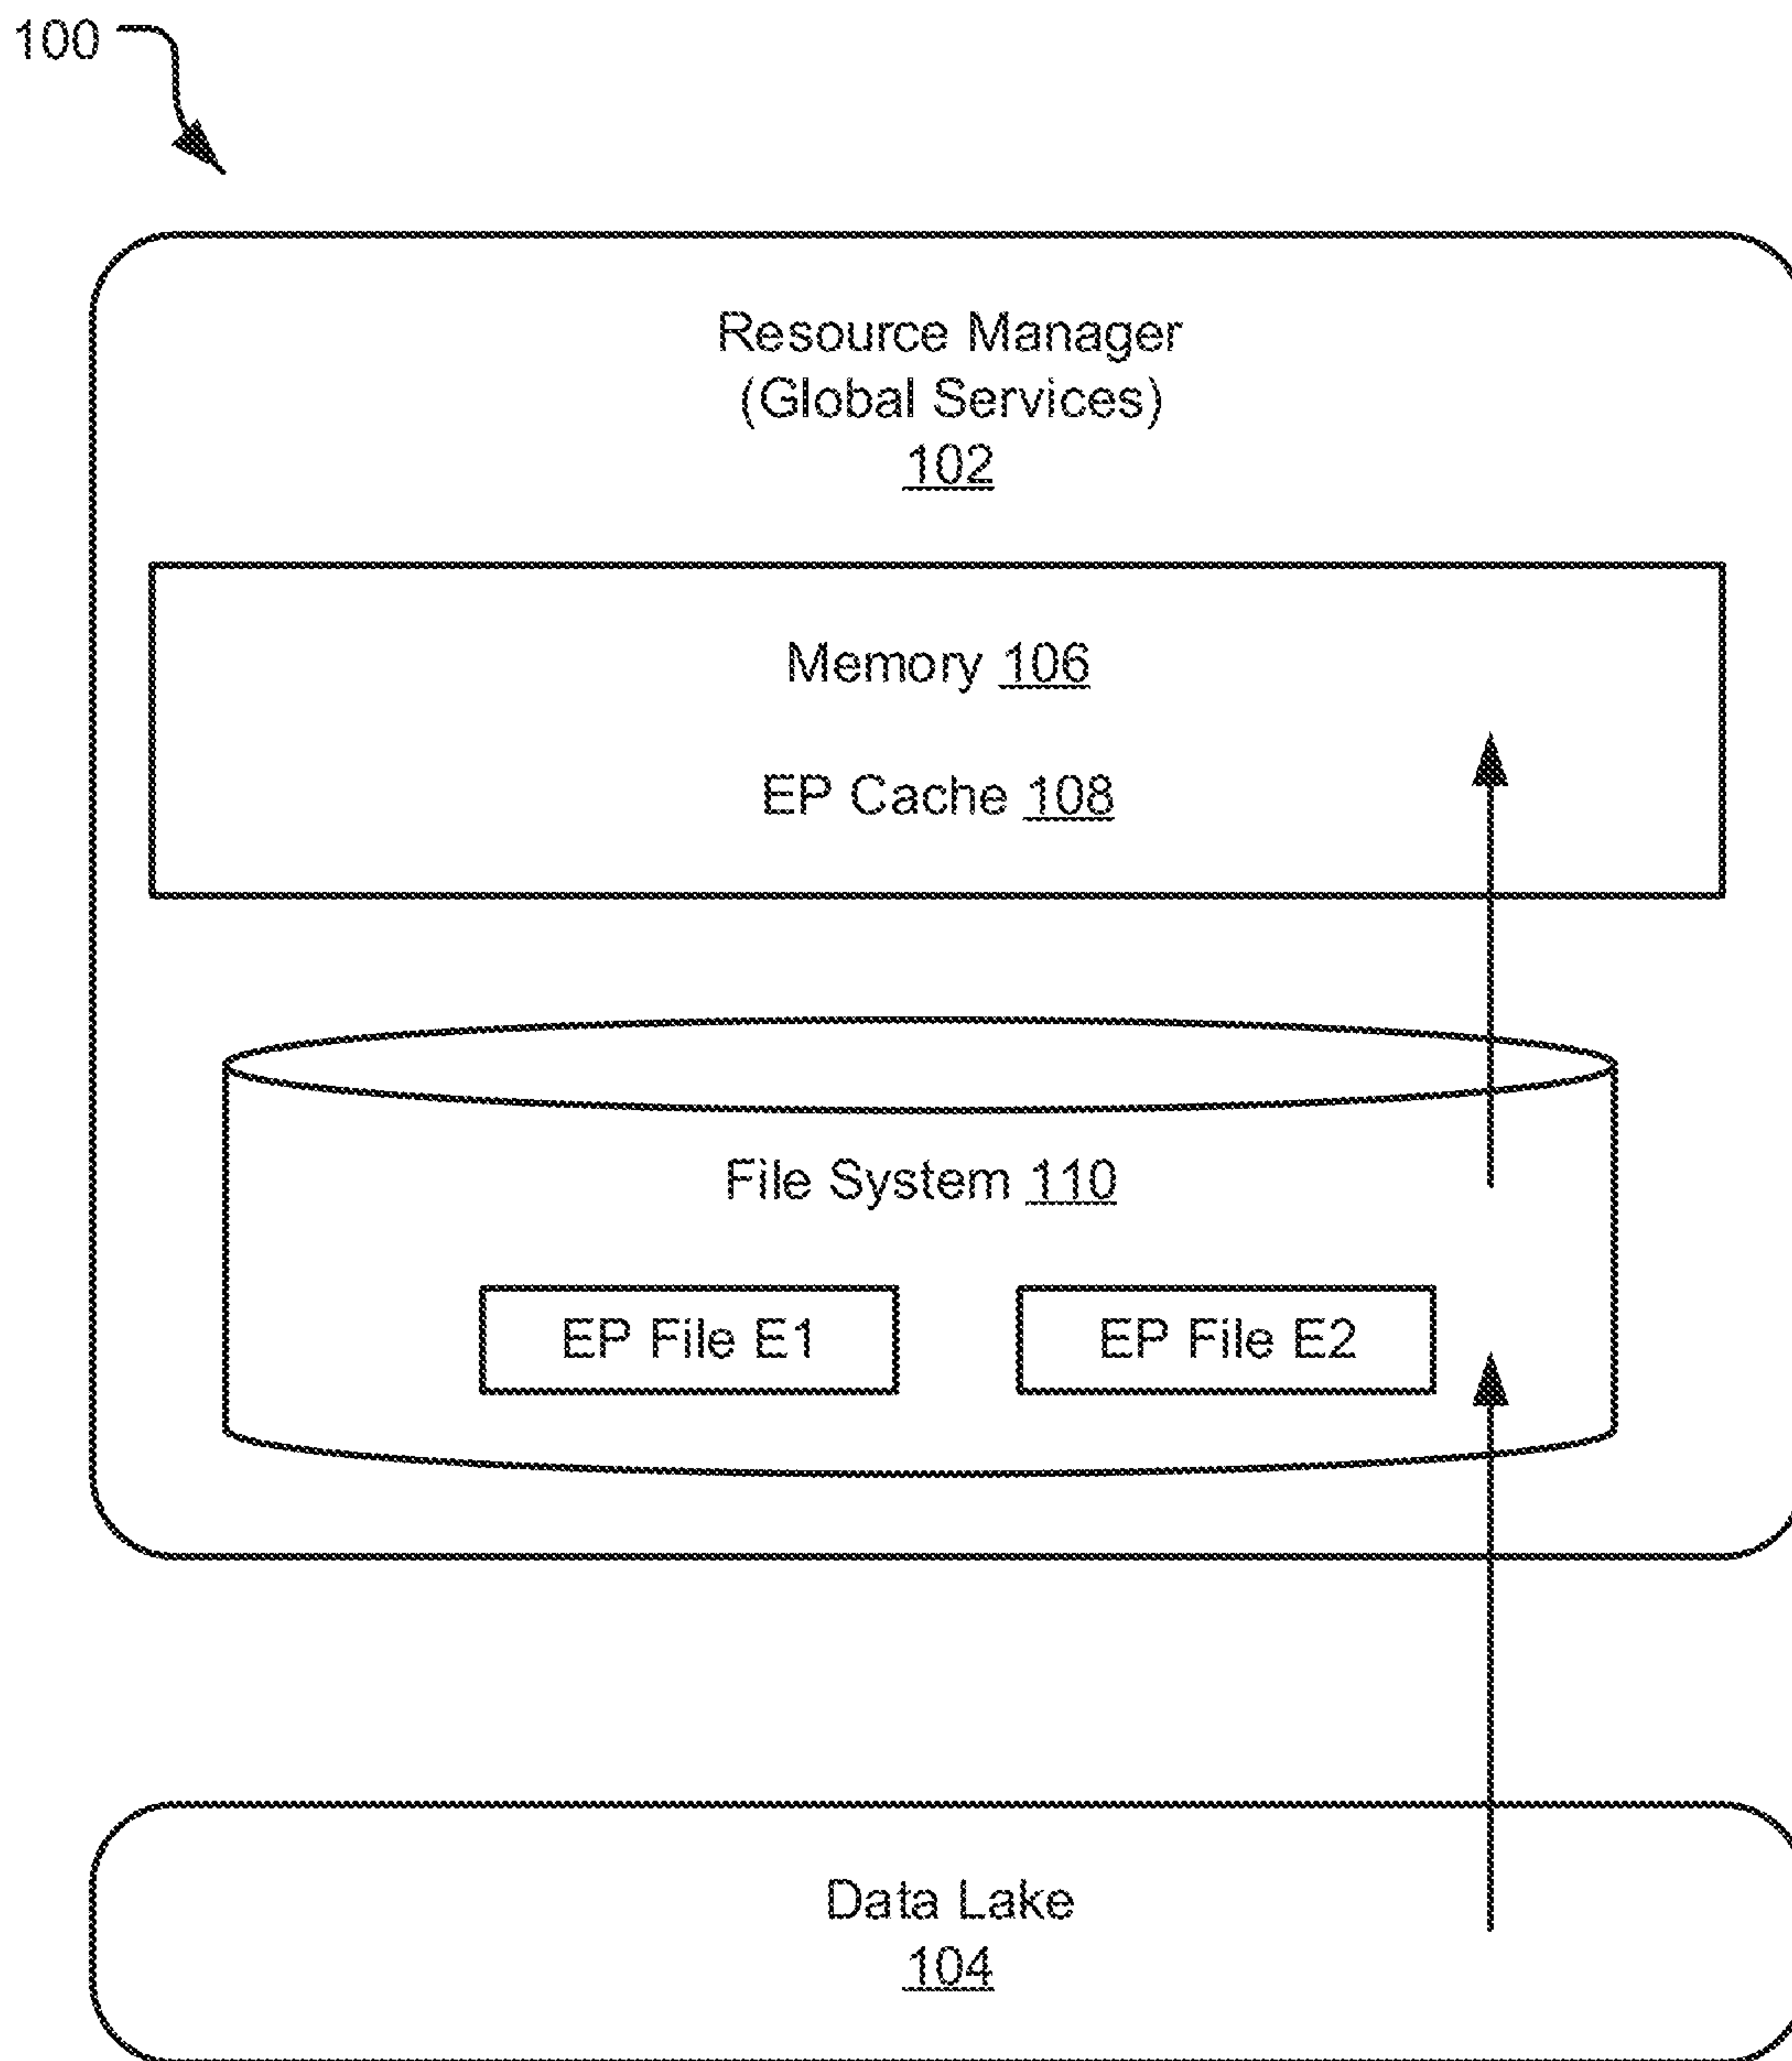 100
Resource Manager
(Global Services)
102
Memory 106
EP Cache 108
File System 110
EP File E1
EP File E2
Data Lake
104